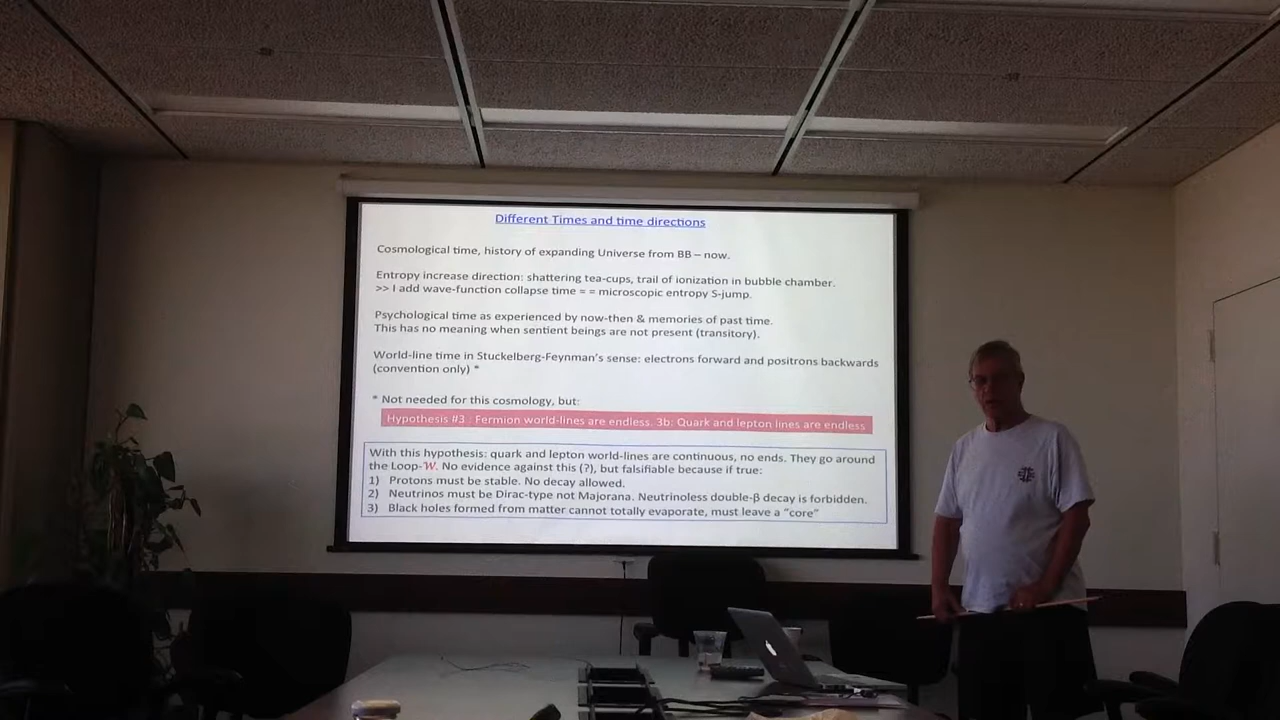 Different Times and time directions
Cosmological time, history of expanding Universe from BB – now.
Entropy increase direction: shattering tea-cups, trail of ionization in bubble chamber.
>> I add wave-function collapse time = = microscopic entropy S-jump.
Psychological time as experienced by now-then & memories of past time.
This has no meaning when sentient beings are not present (transitory).
World-line time in Stuckelberg-Feynman's sense: electrons forward and positrons backwards
(convention only) *
* Not needed for this cosmology, but:
Hypothesis #3 : Fermion world-lines are endless. 3b: Quark and lepton lines are endless
With this hypothesis: quark and lepton world-lines are continuous, no ends. They go around
the Loop-W. No evidence against this (?), but falsifiable because if true:
1) Protons must be stable. No decay allowed.
2) Neutrinos must be Dirac-type not Majorana. Neutrinoless double-β decay is forbidden.
3) Black holes formed from matter cannot totally evaporate, must leave a “core”